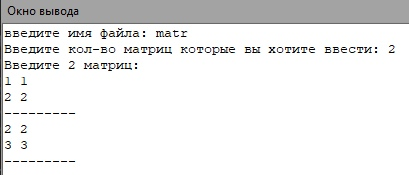 Окно вывода
введите имя файла: matr
Введите кол-во матриц которые вы хотите ввести: 2
Введите 2 матриц:
1 1
2 2
---------
2 2
3 3
---------